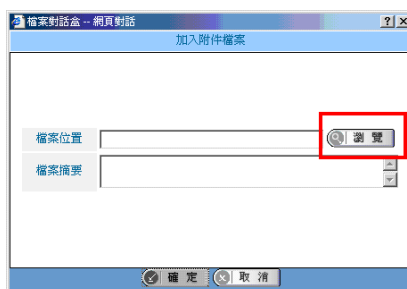 檔案對話盒 -- 網頁對話
加入附件檔案
檔案位置
瀏覽
檔案摘要
確定
取消